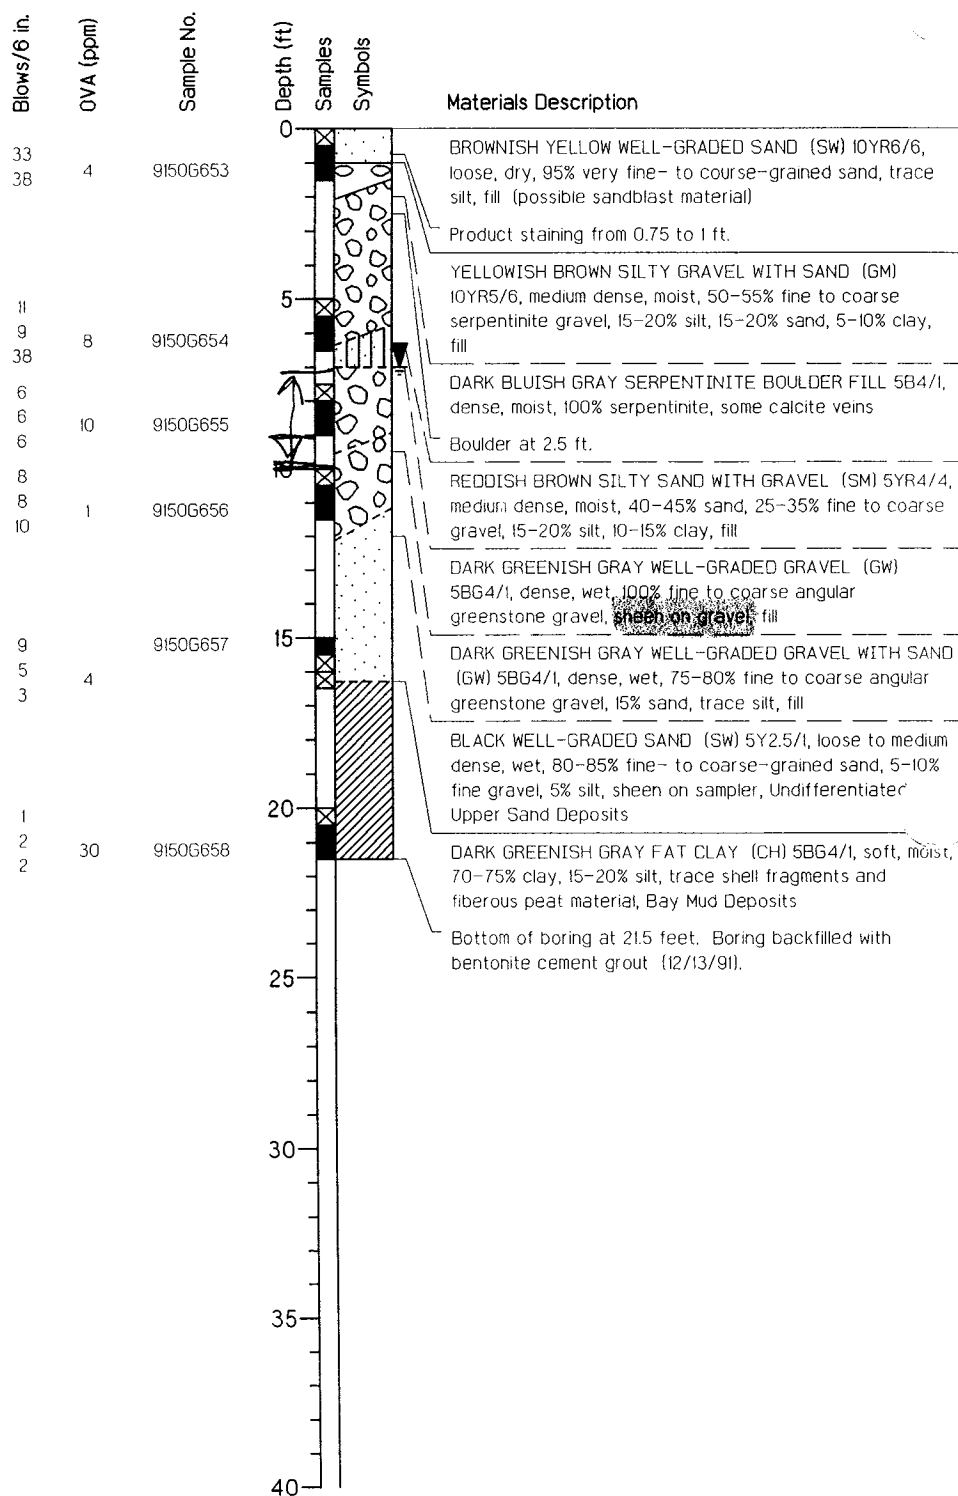 Blows/6 in.
OVA (ppm)
Sample No.
Depth (ft)
Samples
Symbols
Materials Description
0
33
38
4
9150G653
BROWNISH YELLOW WELL-GRADED SAND (SW) 10YR6/6,
loose, dry, 95% very fine- to course-grained sand, trace
silt, fill (possible sandblast material)
Product staining from 0.75 to 1 ft.
YELLOWISH BROWN SILTY GRAVEL WITH SAND (GM)
10YR5/6, medium dense, moist, 50-55% fine to coarse
serpentinite gravel, 15-20% silt, 15-20% sand, 5-10% clay,
fill
5
11
9
38
8
9150G654
DARK BLUISH GRAY SERPENTINITE BOULDER FILL 5B4/1,
dense, moist, 100% serpentinite, some calcite veins
Boulder at 2.5 ft.
6
6
6
10
9150G655
10
8
8
10
1
9150G656
REDDISH BROWN SILTY SAND WITH GRAVEL (SM) 5YR4/4,
medium dense, moist, 40-45% sand, 25-35% fine to coarse
gravel, 15-20% silt, 10-15% clay, fill
DARK GREENISH GRAY WELL-GRADED GRAVEL (GW)
5BG4/1, dense, wet, 100% fine to coarse angular
greenstone gravel, sheen on gravel, fill
15
9
5
3
4
9150G657
DARK GREENISH GRAY WELL-GRADED GRAVEL WITH SAND
(GW) 5BG4/1, dense, wet, 75-80% fine to coarse angular
greenstone gravel, 15% sand, trace silt, fill
BLACK WELL-GRADED SAND (SW) 5Y2.5/1, loose to medium
dense, wet, 80-85% fine- to coarse-grained sand, 5-10%
fine gravel, 5% silt, sheen on sampler, Undifferentiated
Upper Sand Deposits
20
1
2
2
30
9150G658
DARK GREENISH GRAY FAT CLAY (CH) 5BG4/1, soft, moist,
70-75% clay, 15-20% silt, trace shell fragments and
fiberous peat material, Bay Mud Deposits
Bottom of boring at 21.5 feet. Boring backfilled with
bentonite cement grout (12/13/91).
25
30
35
40